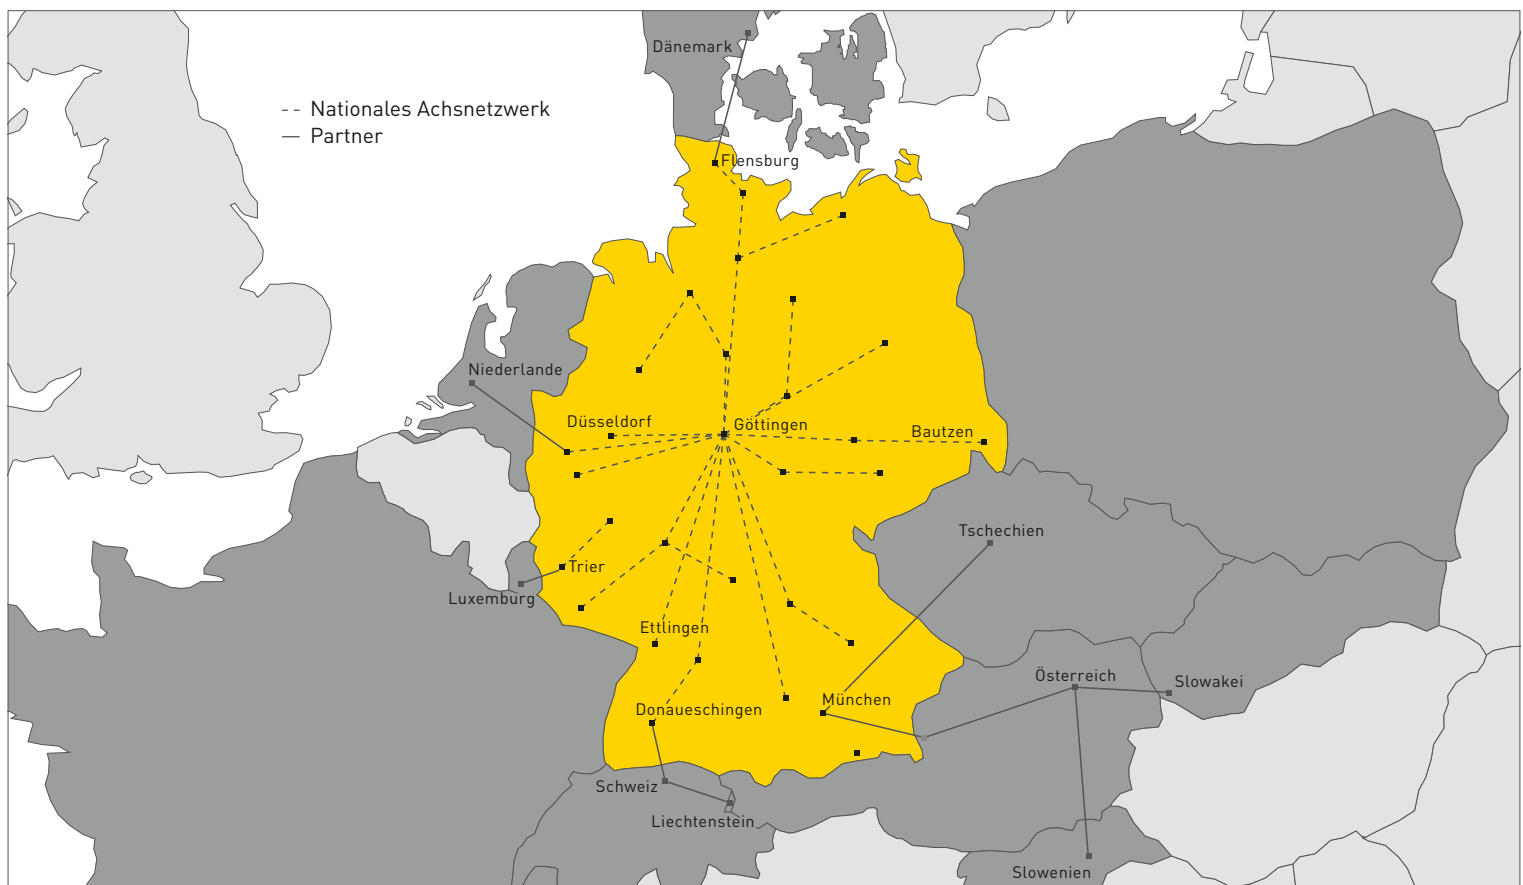 Dänemark
Nationales Achsnetzwerk
Partner
Flensburg
Niederlande
Düsseldorf
Göttingen
Bautzen
Tschechien
Trier
Luxemburg
Ettlingen
Österreich
Slowakei
München
Donaueschingen
Schweiz
Liechtenstein
Slowenien